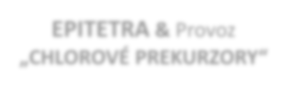 EPITETRA & Provoz
„CHLOROVÉ PREKURZORY“